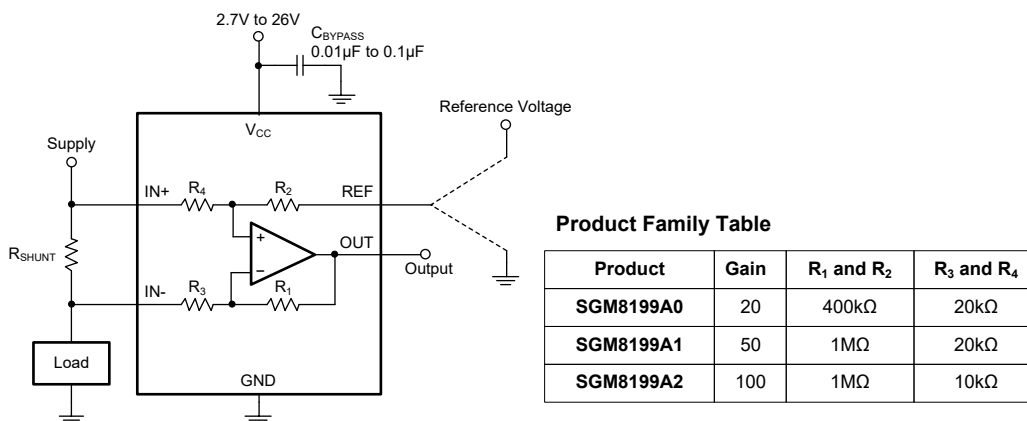 2.7V to 26V
CBYPASS
0.01µF to 0.1µF
Reference Voltage
VCC
Supply
IN+
R4
R2
REF
RSHUNT
+
OUT
Output
−
IN-
R3
R1
Load
GND
Product Family Table
Product Gain R1 and R2 R3 and R4
SGM8199A0 20 400kΩ 20kΩ
SGM8199A1 50 1MΩ 20kΩ
SGM8199A2 100 1MΩ 10kΩ